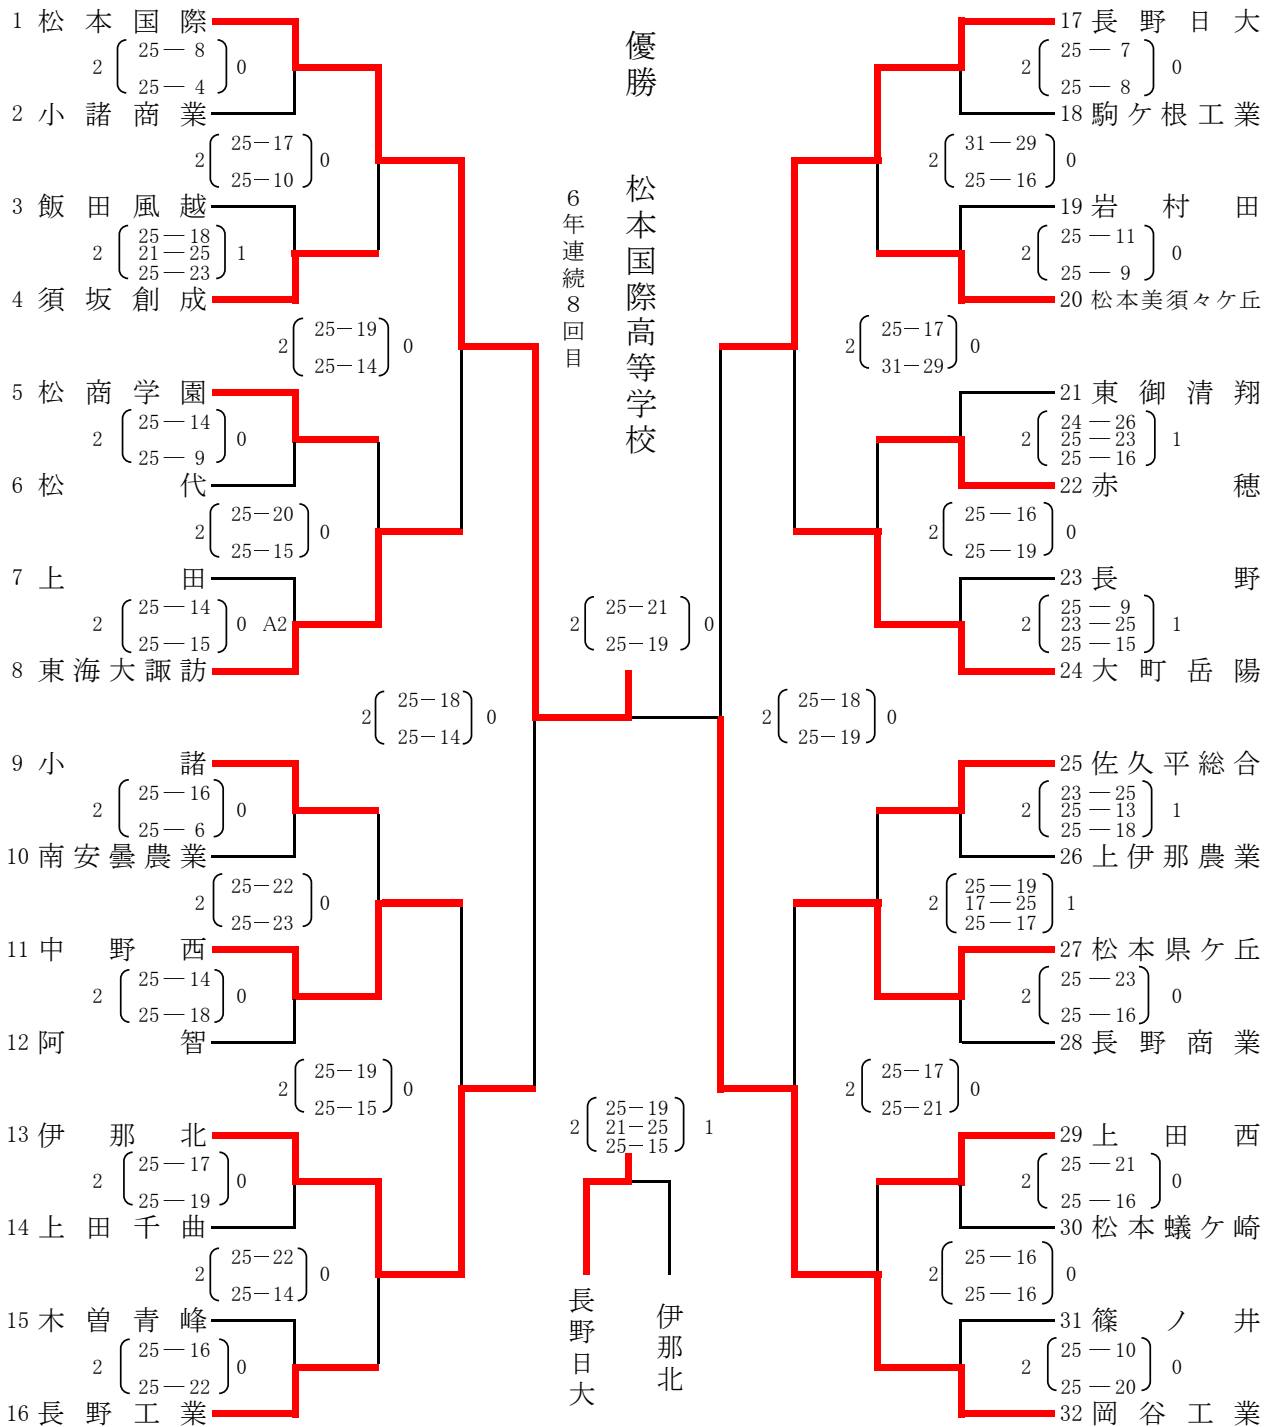 優勝 松本国際高等学校
6年連続8回目
1 松本国際
2 ( 25—8 25—4 ) 0
2 小諸商業
2 ( 25—17 25—10 ) 0
3 飯田風越
2 ( 25—18 21—25 25—23 ) 1
4 須坂創成
2 ( 25—19 25—14 ) 0
5 松商学園
2 ( 25—14 25—9 ) 0
6 松代
2 ( 25—20 25—15 ) 0
7 上田
2 ( 25—14 25—15 ) 0 A2
8 東海大諏訪
2 ( 25—18 25—14 ) 0
9 小諸
2 ( 25—16 25—6 ) 0
10 南安曇農業
2 ( 25—22 25—23 ) 0
11 中野西
2 ( 25—14 25—18 ) 0
12 阿智
2 ( 25—19 25—15 ) 0
13 伊那北
2 ( 25—17 25—19 ) 0
14 上田千曲
2 ( 25—22 25—14 ) 0
15 木曽青峰
2 ( 25—16 25—22 ) 0
16 長野工業
2 ( 25—21 25—19 ) 0
2 ( 25—19 21—25 25—15 ) 1
長野日大
伊那北
17 長野日大
2 ( 25—7 25—8 ) 0
18 駒ケ根工業
2 ( 31—29 25—16 ) 0
19 岩村田
2 ( 25—11 25—9 ) 0
20 松本美須々ケ丘
2 ( 25—17 31—29 ) 0
21 東御清翔
2 ( 24—26 25—23 25—16 ) 1
22 赤穂
2 ( 25—16 25—19 ) 0
23 長野
2 ( 25—9 23—25 25—15 ) 1
24 大町岳陽
2 ( 25—18 25—19 ) 0
25 佐久平総合
2 ( 23—25 25—13 25—18 ) 1
26 上伊那農業
2 ( 25—19 17—25 25—17 ) 1
27 松本県ケ丘
2 ( 25—23 25—16 ) 0
28 長野商業
2 ( 25—17 25—21 ) 0
29 上田西
2 ( 25—21 25—16 ) 0
30 松本蟻ケ崎
2 ( 25—16 25—16 ) 0
31 篠ノ井
2 ( 25—10 25—20 ) 0
32 岡谷工業